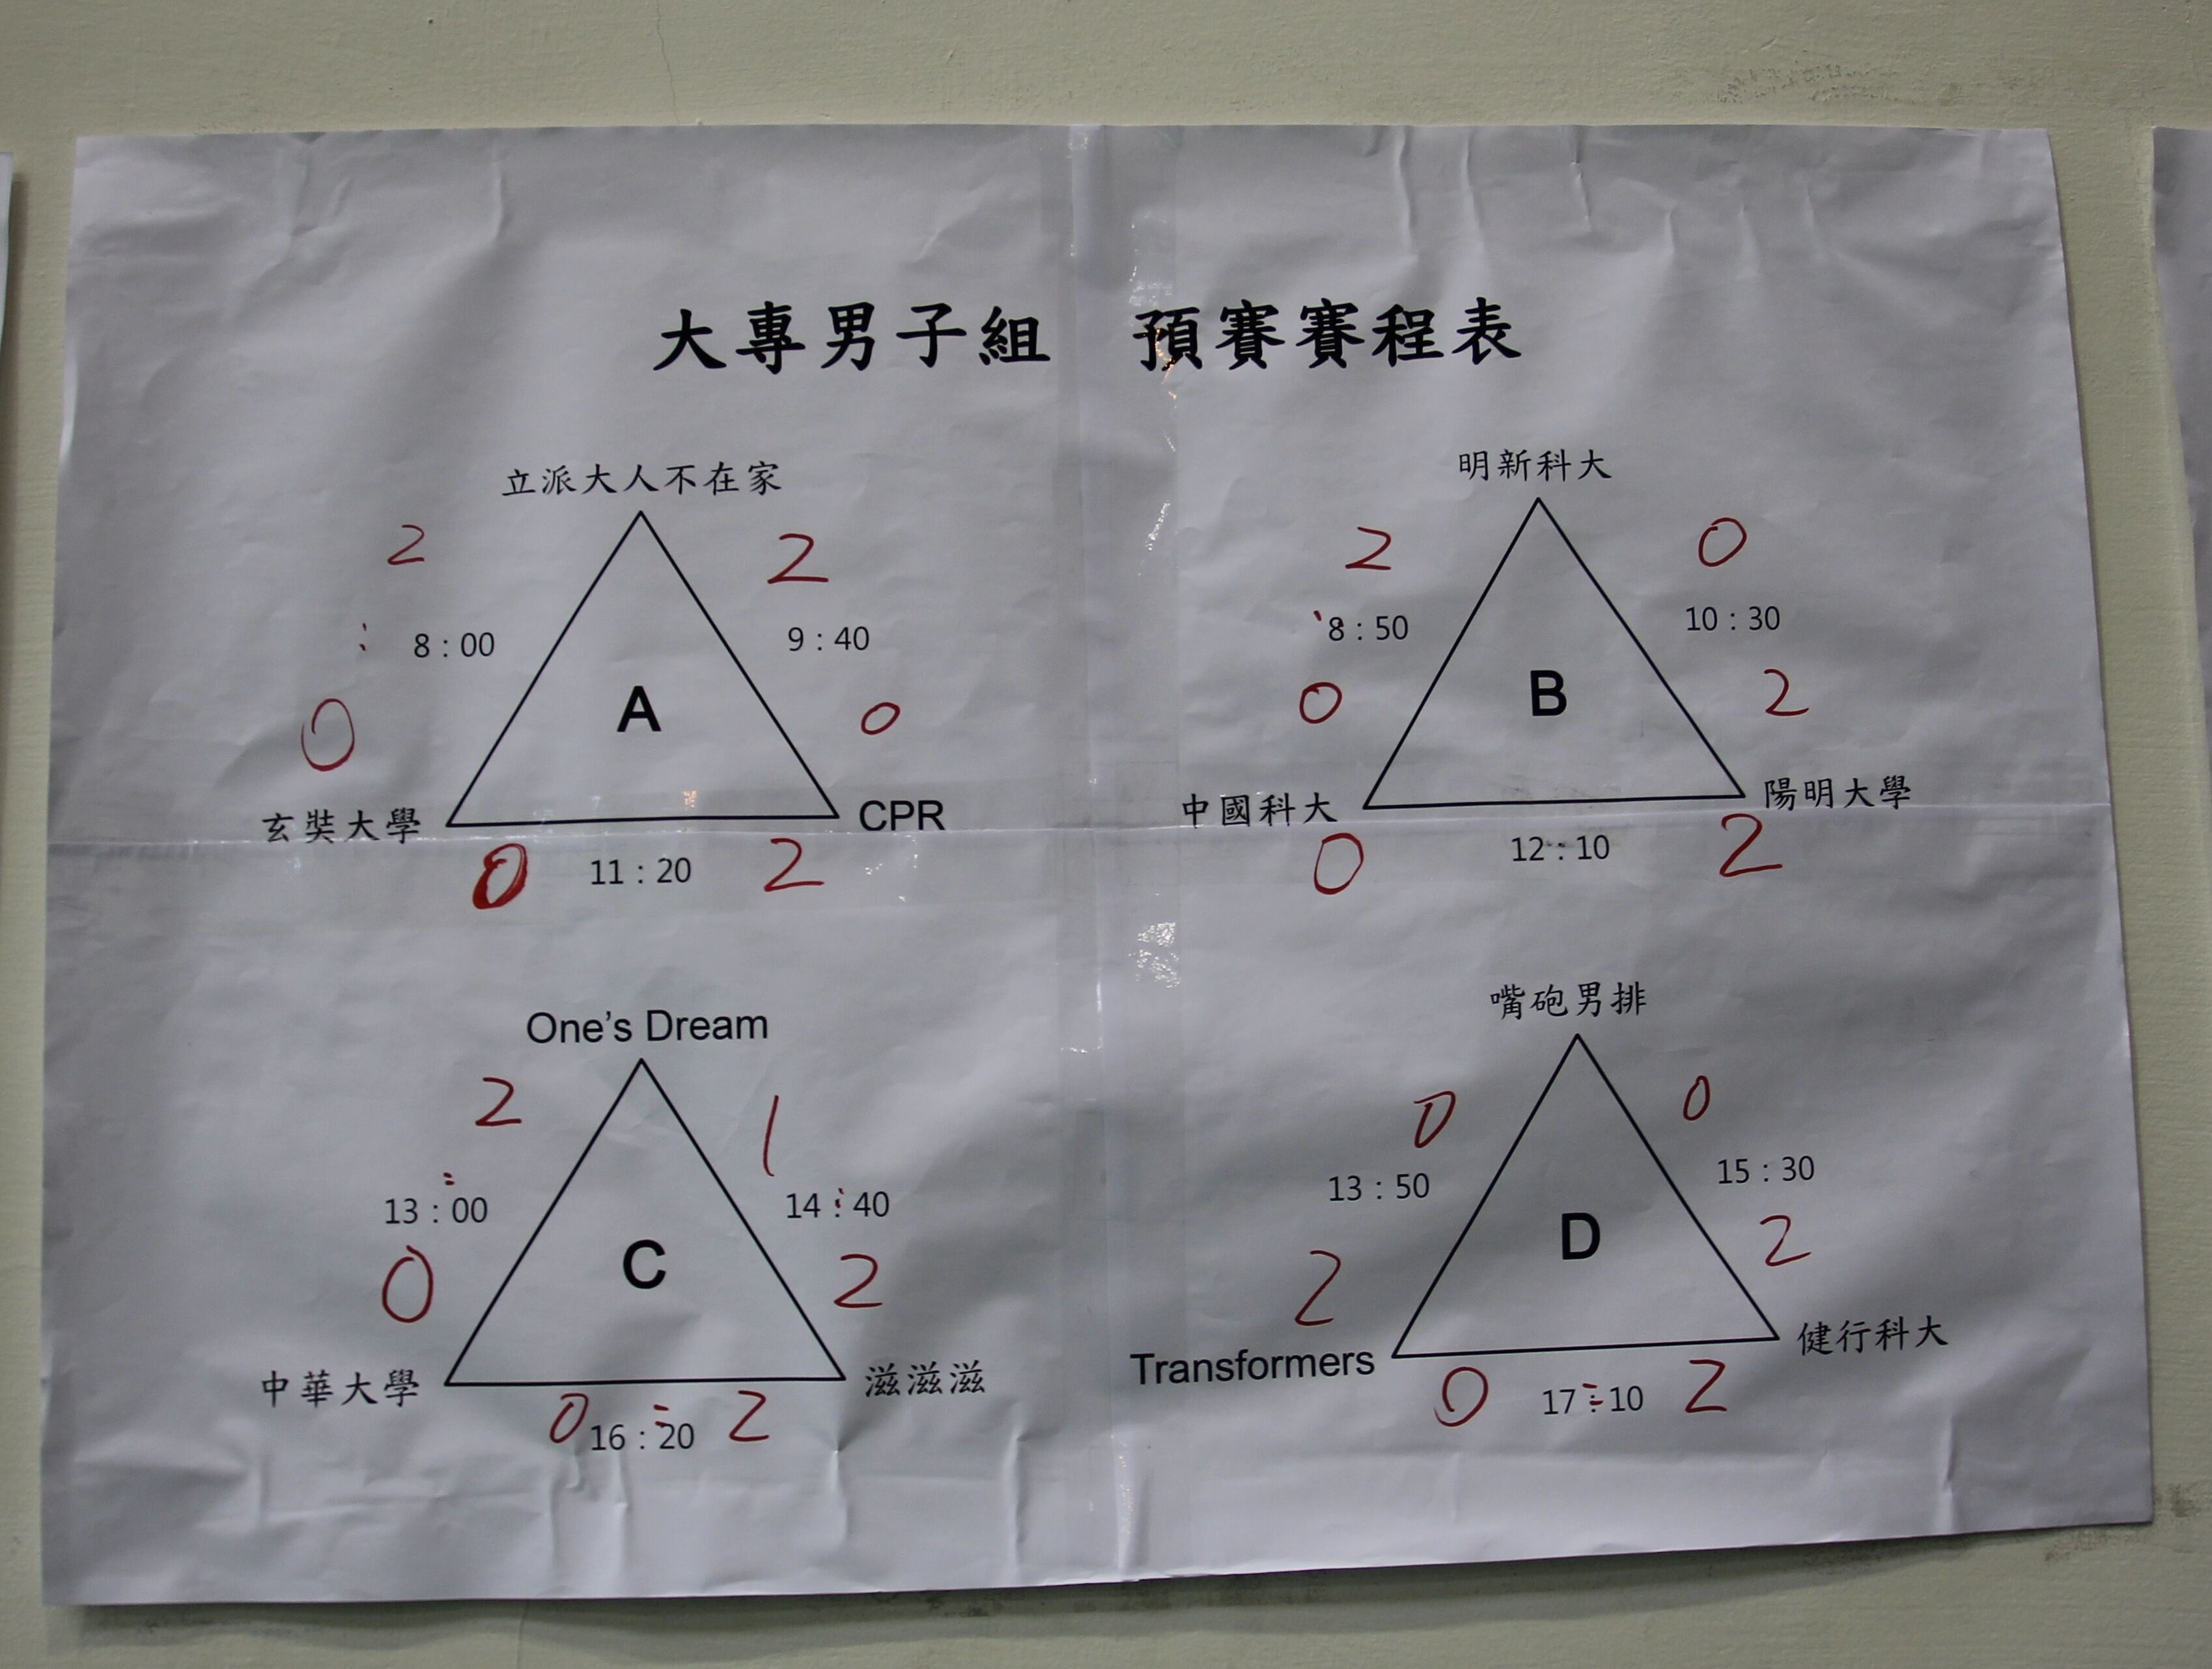 大專男子組 預賽賽程表
立派大人不在家
2 2
8：00 9：40
A
0 0
玄奘大學 CPR
0 11：20 2
明新科大
2 0
8：50 10：30
B
0 2
中國科大 陽明大學
0 12：10 2
One's Dream
2 1
13：00 14：40
C
0 2
中華大學 滋滋滋
0 16：20 2
嘴砲男排
0 0
13：50 15：30
D
2 2
Transformers 健行科大
0 17：10 2